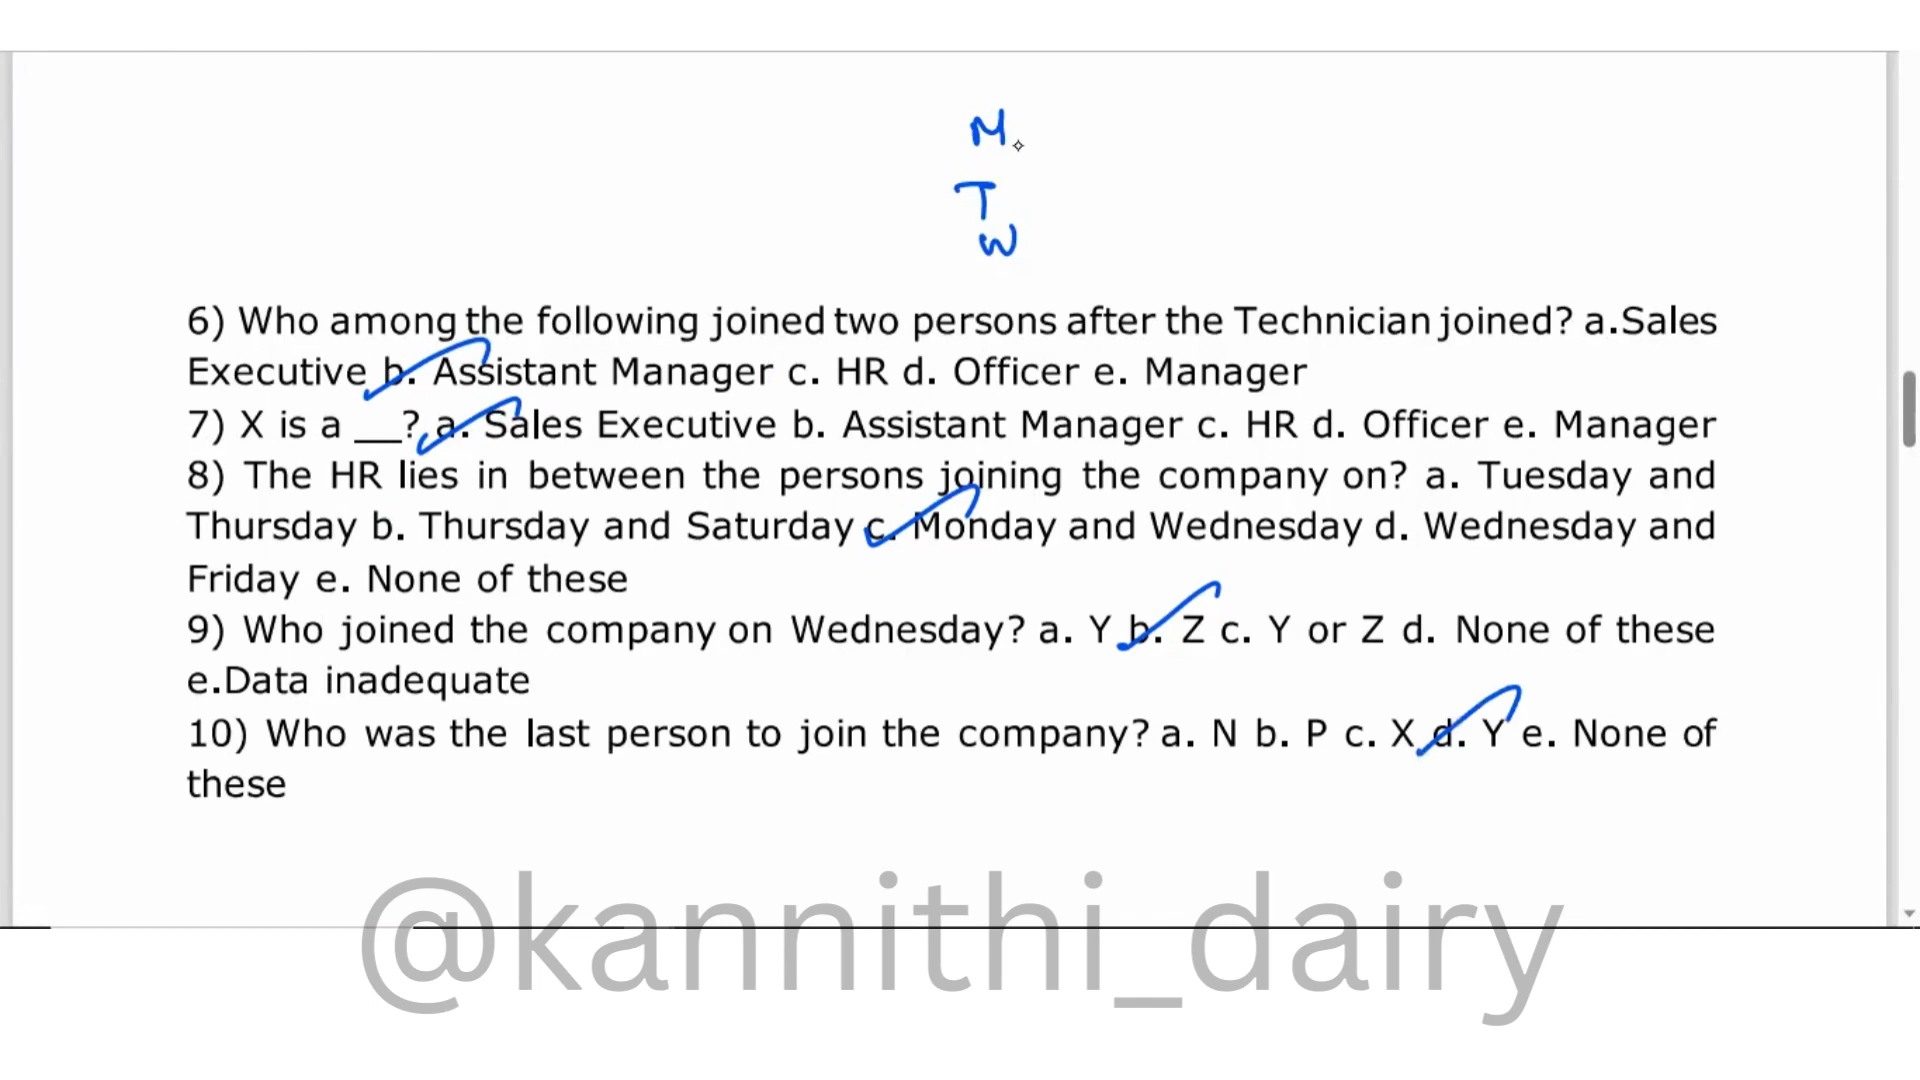 M
T
W
6) Who among the following joined two persons after the Technician joined? a.Sales
Executive b. Assistant Manager c. HR d. Officer e. Manager
7) X is a __? a. Sales Executive b. Assistant Manager c. HR d. Officer e. Manager
8) The HR lies in between the persons joining the company on? a. Tuesday and
Thursday b. Thursday and Saturday c. Monday and Wednesday d. Wednesday and
Friday e. None of these
9) Who joined the company on Wednesday? a. Y b. Z c. Y or Z d. None of these
e.Data inadequate
10) Who was the last person to join the company? a. N b. P c. X d. Y e. None of
these
@kannithi_dairy